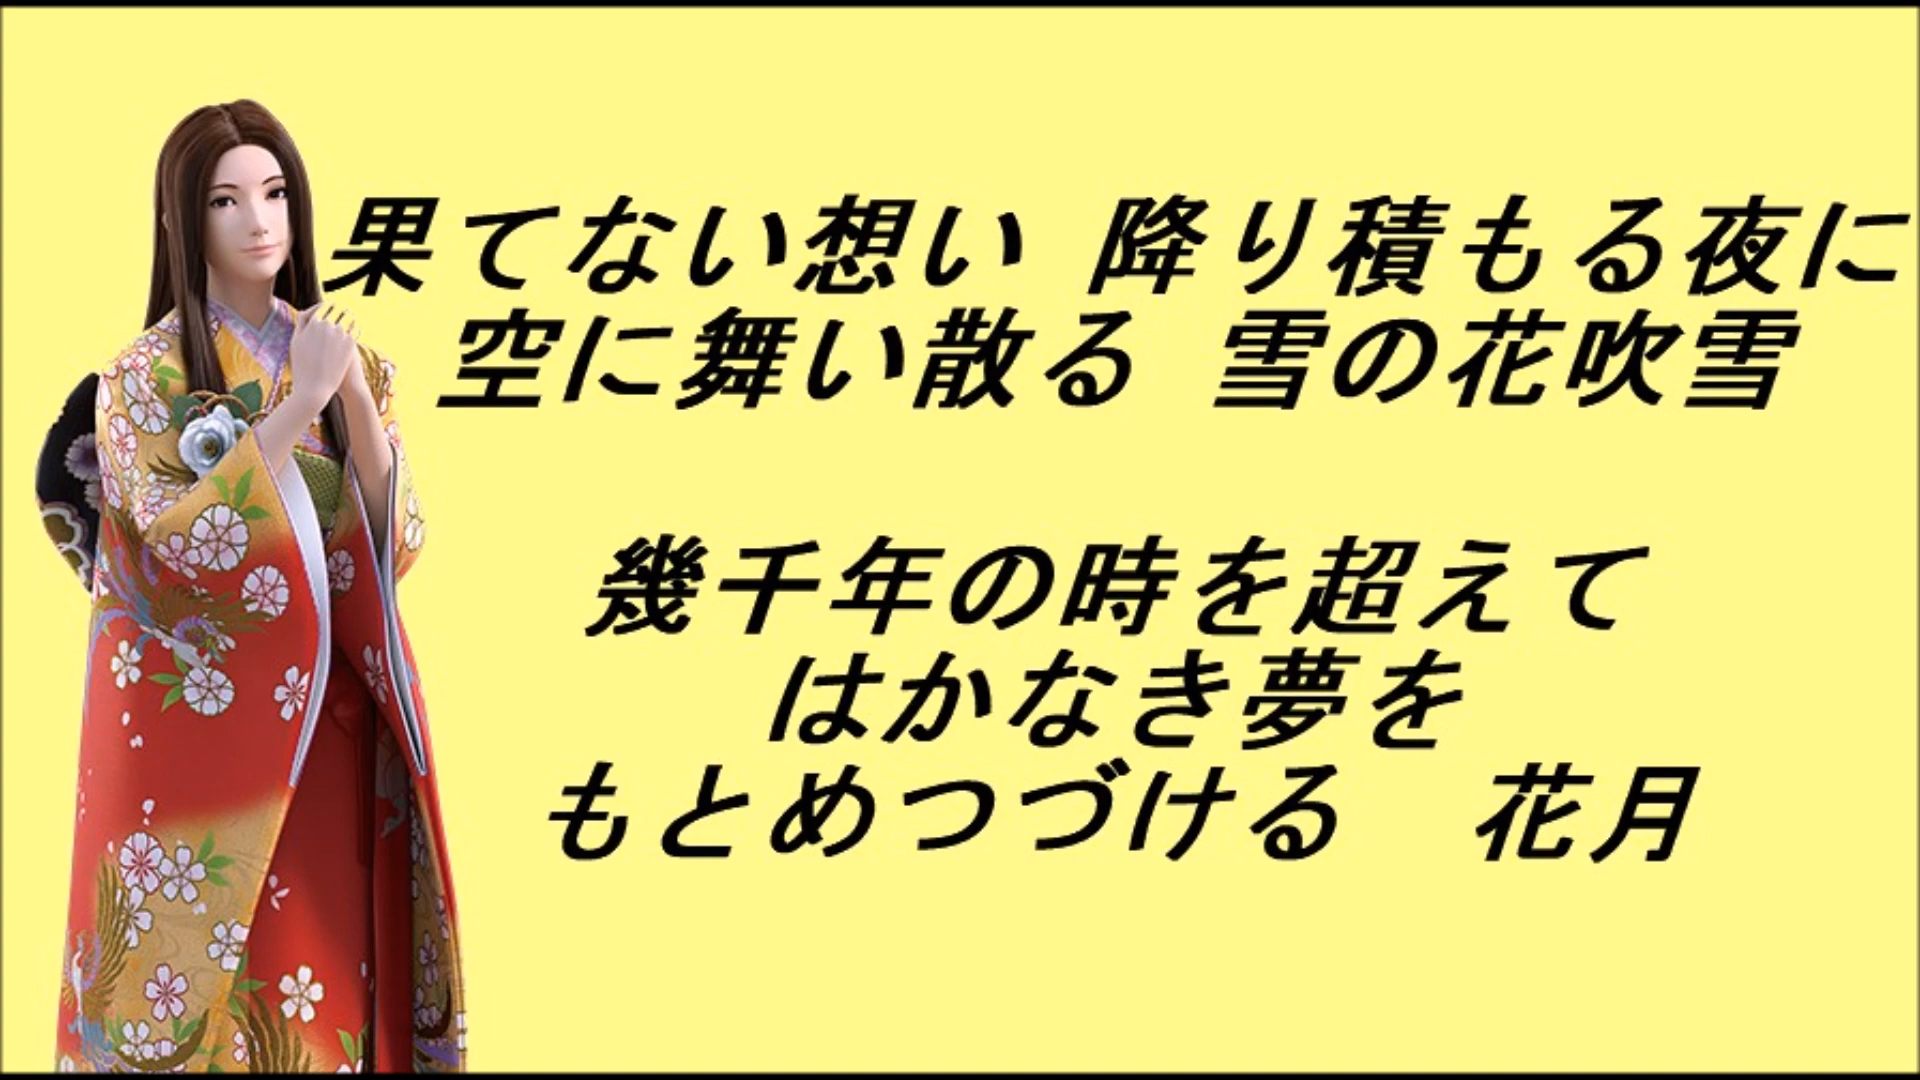 果てない想い 降り積もる夜に
空に舞い散る 雪の花吹雪
幾千年の時を超えて
はかなき夢を
もとめつづける　花月